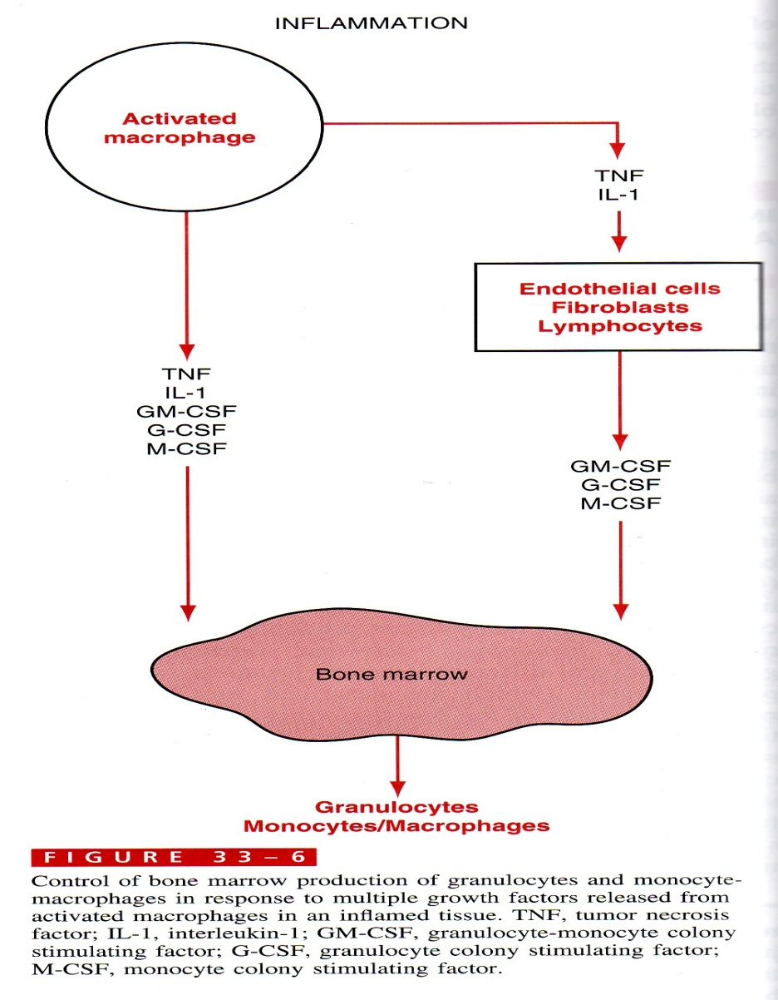 INFLAMMATION
Activated
macrophage
TNF
IL-1
Endothelial cells
Fibroblasts
Lymphocytes
TNF
IL-1
GM-CSF
G-CSF
M-CSF
GM-CSF
G-CSF
M-CSF
Bone marrow
Granulocytes
Monocytes/Macrophages
FIGURE 33–6
Control of bone marrow production of granulocytes and monocyte-
macrophages in response to multiple growth factors released from
activated macrophages in an inflamed tissue. TNF, tumor necrosis
factor; IL-1, interleukin-1; GM-CSF, granulocyte-monocyte colony
stimulating factor; G-CSF, granulocyte colony stimulating factor;
M-CSF, monocyte colony stimulating factor.